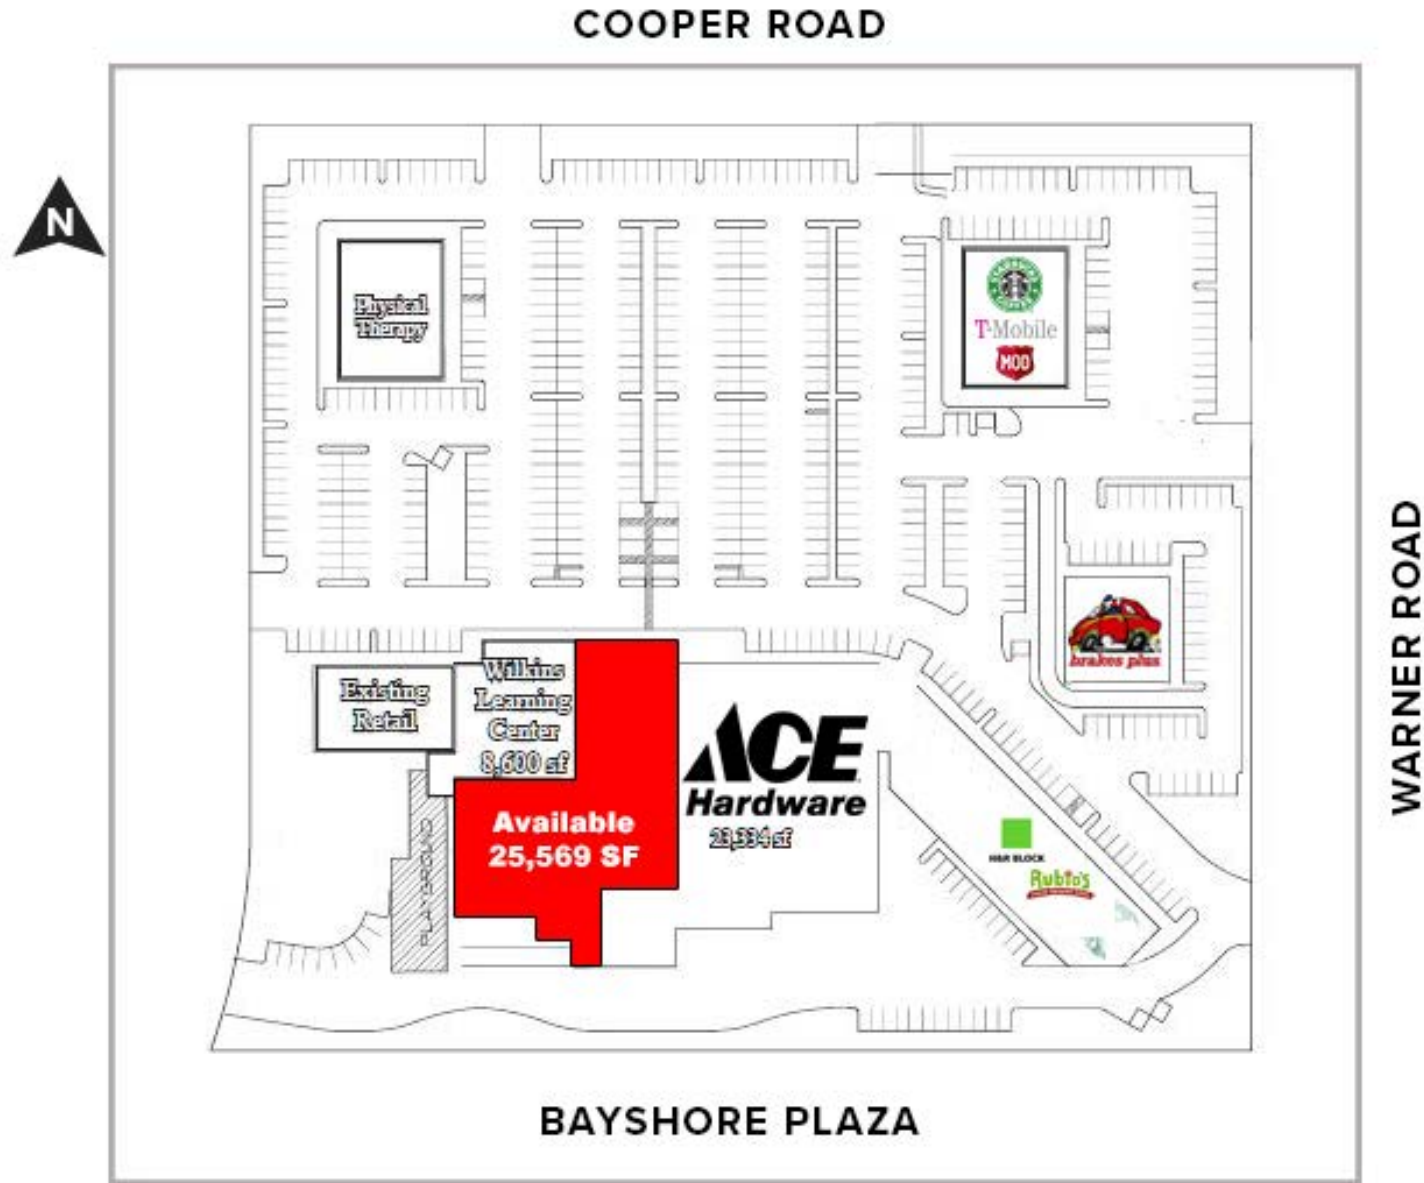 COOPER ROAD
N
Physical
Therapy
T-Mobile
MOD
WARNER ROAD
brakes plus
Existing
Retail
Wilkins
Learning
Center
8,600 sf
Available
25,569 SF
ACE
Hardware
23,334 sf
PLAYGROUND
H&R BLOCK
Rubio's
BAYSHORE PLAZA